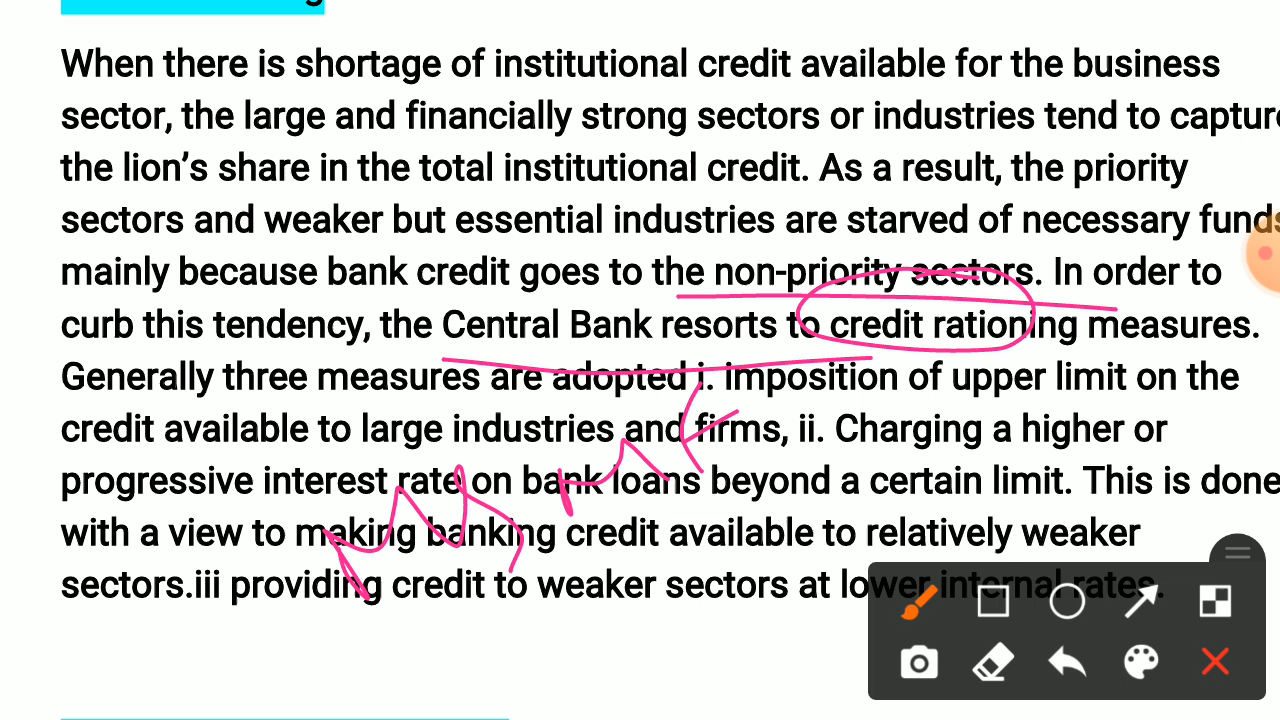 When there is shortage of institutional credit available for the business
sector, the large and financially strong sectors or industries tend to capture
the lion’s share in the total institutional credit. As a result, the priority
sectors and weaker but essential industries are starved of necessary funds
mainly because bank credit goes to the non-priority sectors. In order to
curb this tendency, the Central Bank resorts to credit rationing measures.
Generally three measures are adopted i. Imposition of upper limit on the
credit available to large industries and firms, ii. Charging a higher or
progressive interest rate on bank loans beyond a certain limit. This is done
with a view to making banking credit available to relatively weaker
sectors.iii providing credit to weaker sectors at lower internal rates.